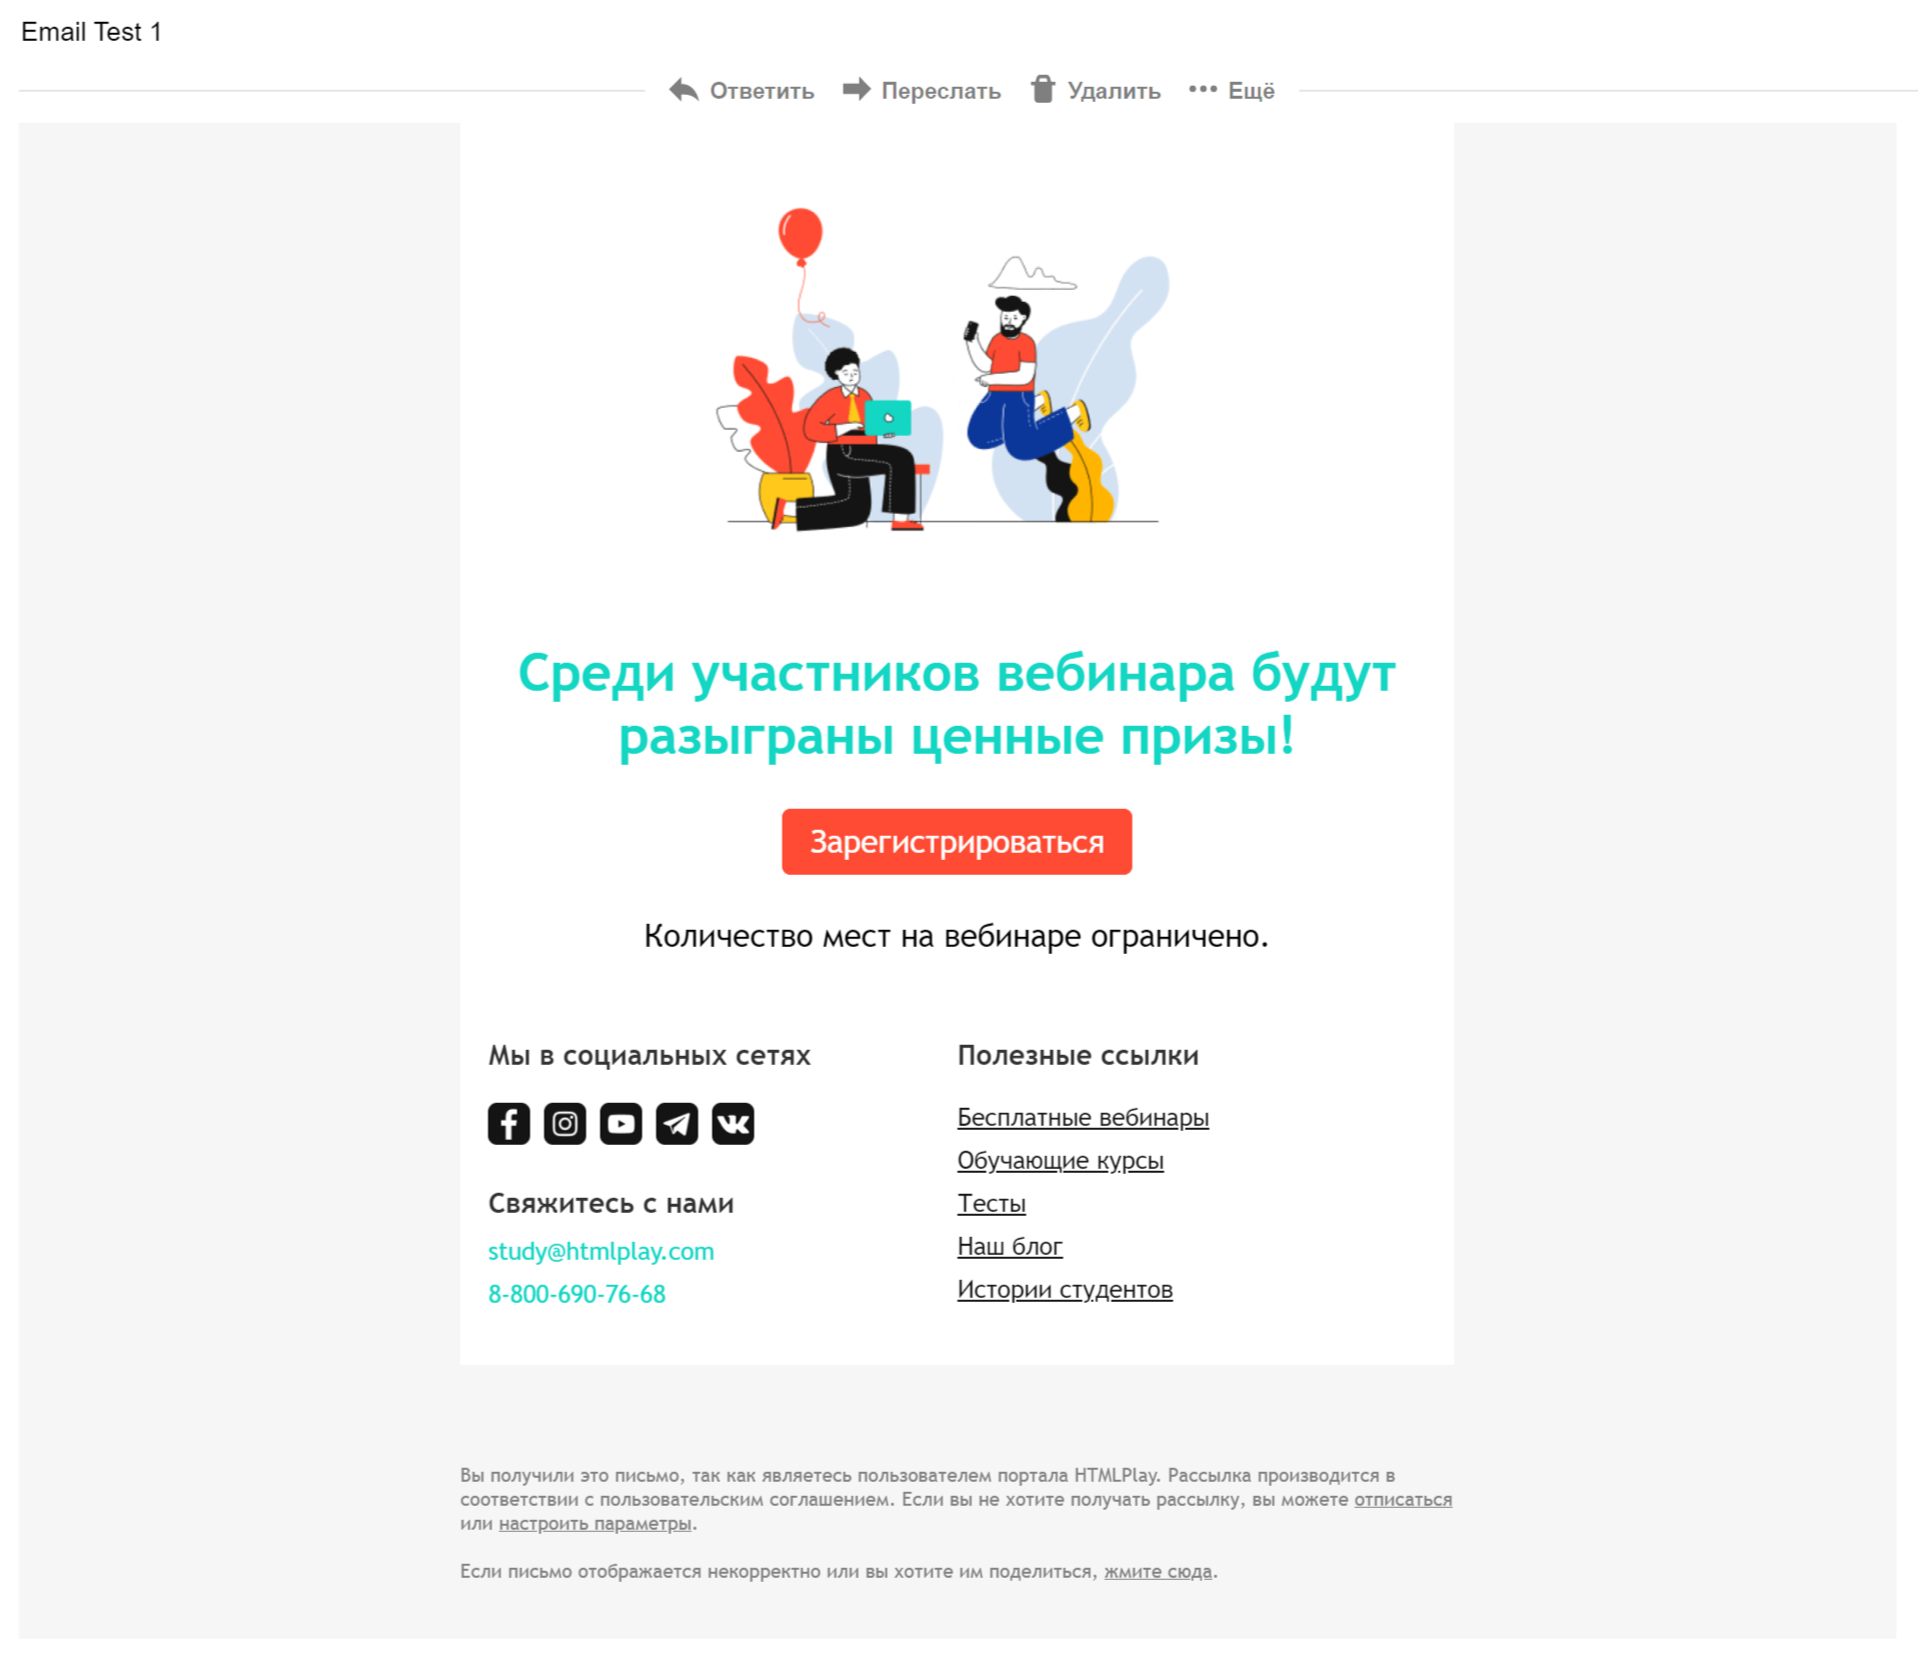 Email Test 1
Ответить Переслать Удалить Ещё
Среди участников вебинара будут
разыграны ценные призы!
Зарегистрироваться
Количество мест на вебинаре ограничено.
Мы в социальных сетях
Свяжитесь с нами
study@htmlplay.com
8-800-690-76-68
Полезные ссылки
Бесплатные вебинары
Обучающие курсы
Тесты
Наш блог
Истории студентов
Вы получили это письмо, так как являетесь пользователем портала HTMLPlay. Рассылка производится в
соответствии с пользовательским соглашением. Если вы не хотите получать рассылку, вы можете отписаться
или настроить параметры.
Если письмо отображается некорректно или вы хотите им поделиться, жмите сюда.